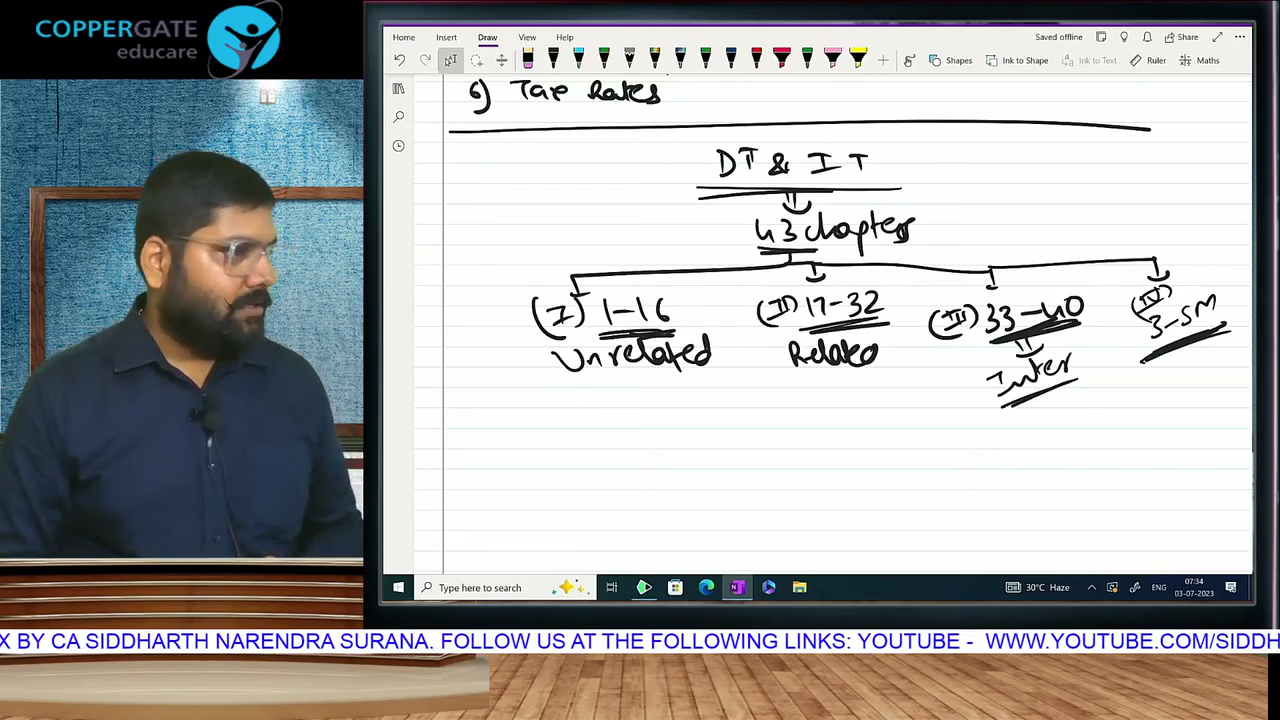 COPPERGATE
educare
Home Insert Draw View Help
Saved offline
Share
Shapes
Ink to Shape
Ink to Text
Ruler
Maths
6) Tax Rates
DT & IT
43 chapters
(I) 1-16 (II) 17-32 (III) 33-40 (IV) 3-SM
Unrelated Related Inter
Type here to search
30°C Haze
ENG
07:34
03-07-2023
X BY CA SIDDHARTH NARENDRA SURANA. FOLLOW US AT THE FOLLOWING LINKS: YOUTUBE - WWW.YOUTUBE.COM/SIDDH